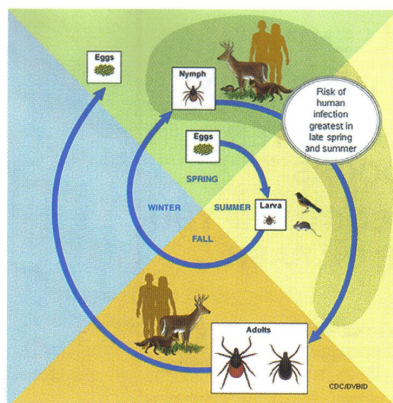 Eggs
Nymph
Risk of
human
infection
greatest in
late spring
and summer
Eggs
SPRING
WINTER
SUMMER
Larva
FALL
Adults
CDC/DVBID